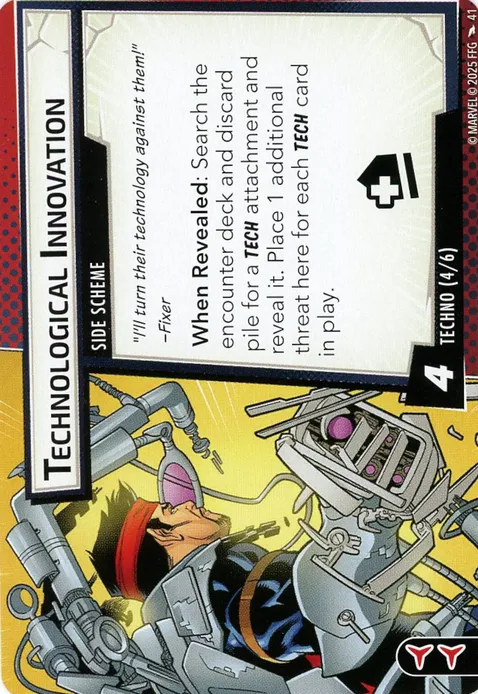 TECHNOLOGICAL INNOVATION
SIDE SCHEME
"I'll turn their technology against them!"
–Fixer
When Revealed: Search the
encounter deck and discard
pile for a TECH attachment and
reveal it. Place 1 additional
threat here for each TECH card
in play.
4
TECHNO (4/6)
© MARVEL © 2025 FFG 41